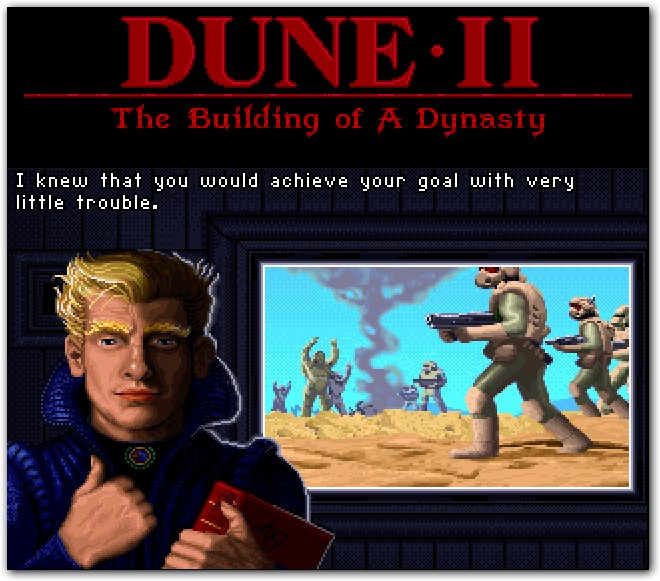 DUNE·II
The Building of A Dynasty
I knew that you would achieve your goal with very
little trouble.